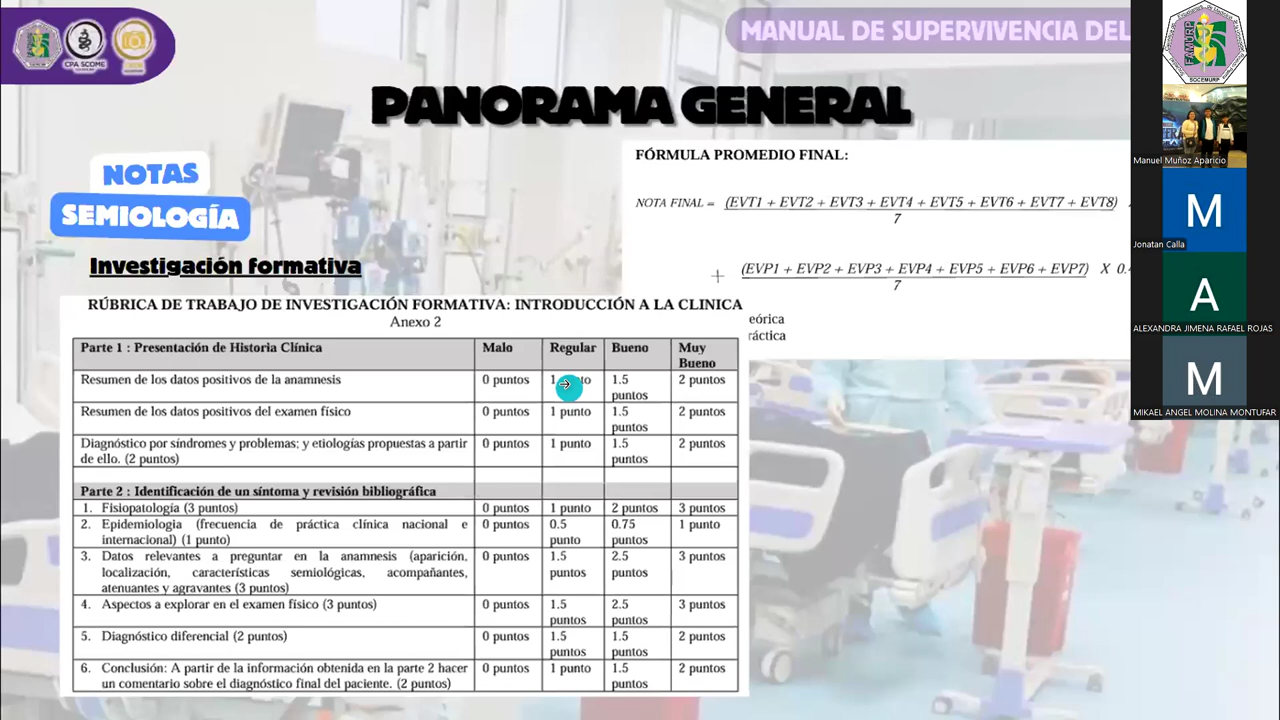 CPA SCOME
MANUAL DE SUPERVIVENCIA DEL
PANORAMA GENERAL
NOTAS
SEMIOLOGÍA
Investigación formativa
FÓRMULA PROMEDIO FINAL:
NOTA FINAL = (EVT1 + EVT2 + EVT3 + EVT4 + EVT5 + EVT6 + EVT7 + EVT8)
7
+ (EVP1 + EVP2 + EVP3 + EVP4 + EVP5 + EVP6 + EVP7) X 0.
7
eórica
ráctica
RÚBRICA DE TRABAJO DE INVESTIGACIÓN FORMATIVA: INTRODUCCIÓN A LA CLINICA
Anexo 2
Parte 1 : Presentación de Historia Clínica Malo Regular Bueno Muy
Bueno
Resumen de los datos positivos de la anamnesis 0 puntos 1 1.5 2 puntos
puntos
Resumen de los datos positivos del examen físico 0 puntos 1 punto 1.5 2 puntos
puntos
Diagnóstico por síndromes y problemas; y etiologías propuestas a partir 0 puntos 1 punto 1.5 2 puntos
de ello. (2 puntos) puntos
Parte 2 : Identificación de un síntoma y revisión bibliográfica
1. Fisiopatología (3 puntos) 0 puntos 1 punto 2 puntos 3 puntos
2. Epidemiologia (frecuencia de práctica clínica nacional e 0 puntos 0.5 0.75 1 punto
internacional) (1 punto) punto puntos
3. Datos relevantes a preguntar en la anamnesis (aparición, 0 puntos 1.5 2.5 3 puntos
localización, características semiológicas, acompañantes, puntos puntos
atenuantes y agravantes (3 puntos)
4. Aspectos a explorar en el examen físico (3 puntos) 0 puntos 1.5 2.5 3 puntos
puntos puntos
5. Diagnóstico diferencial (2 puntos) 0 puntos 1.5 1.5 2 puntos
puntos puntos
6. Conclusión: A partir de la información obtenida en la parte 2 hacer 0 puntos 1 punto 1.5 2 puntos
un comentario sobre el diagnóstico final del paciente. (2 puntos) puntos
FAMURP
SOCEMURP
Manuel Muñoz Aparicio
M
Jonatan Calla
A
ALEXANDRA JIMENA RAFAEL ROJAS
M
MIKAEL ANGEL MOLINA MONTUFAR